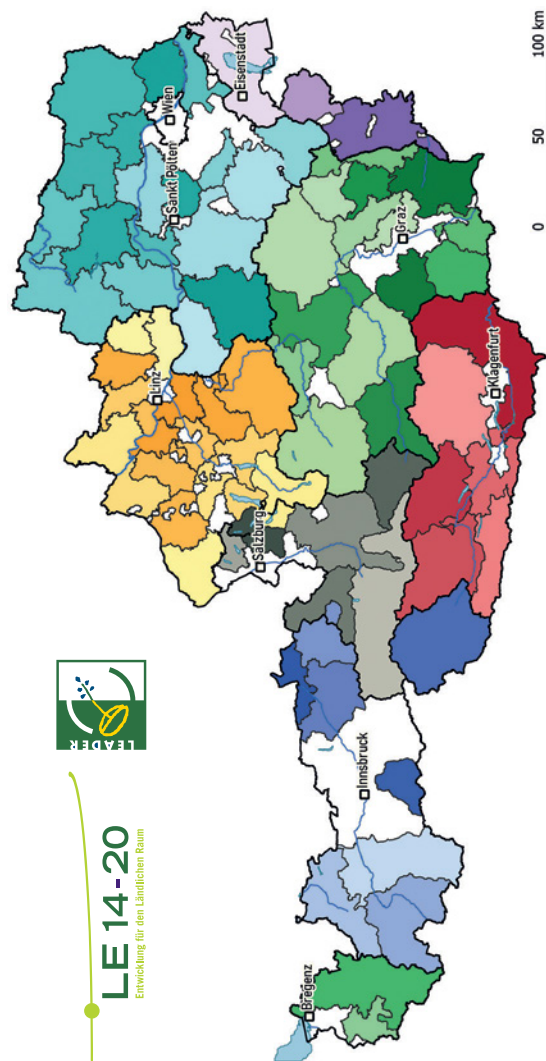 LE 14-20
Entwicklung für den Ländlichen Raum
LEADER
Linz
Sankt Pölten
Wien
Eisenstadt
Salzburg
Bregenz
Innsbruck
Graz
Klagenfurt
0 50 100 km